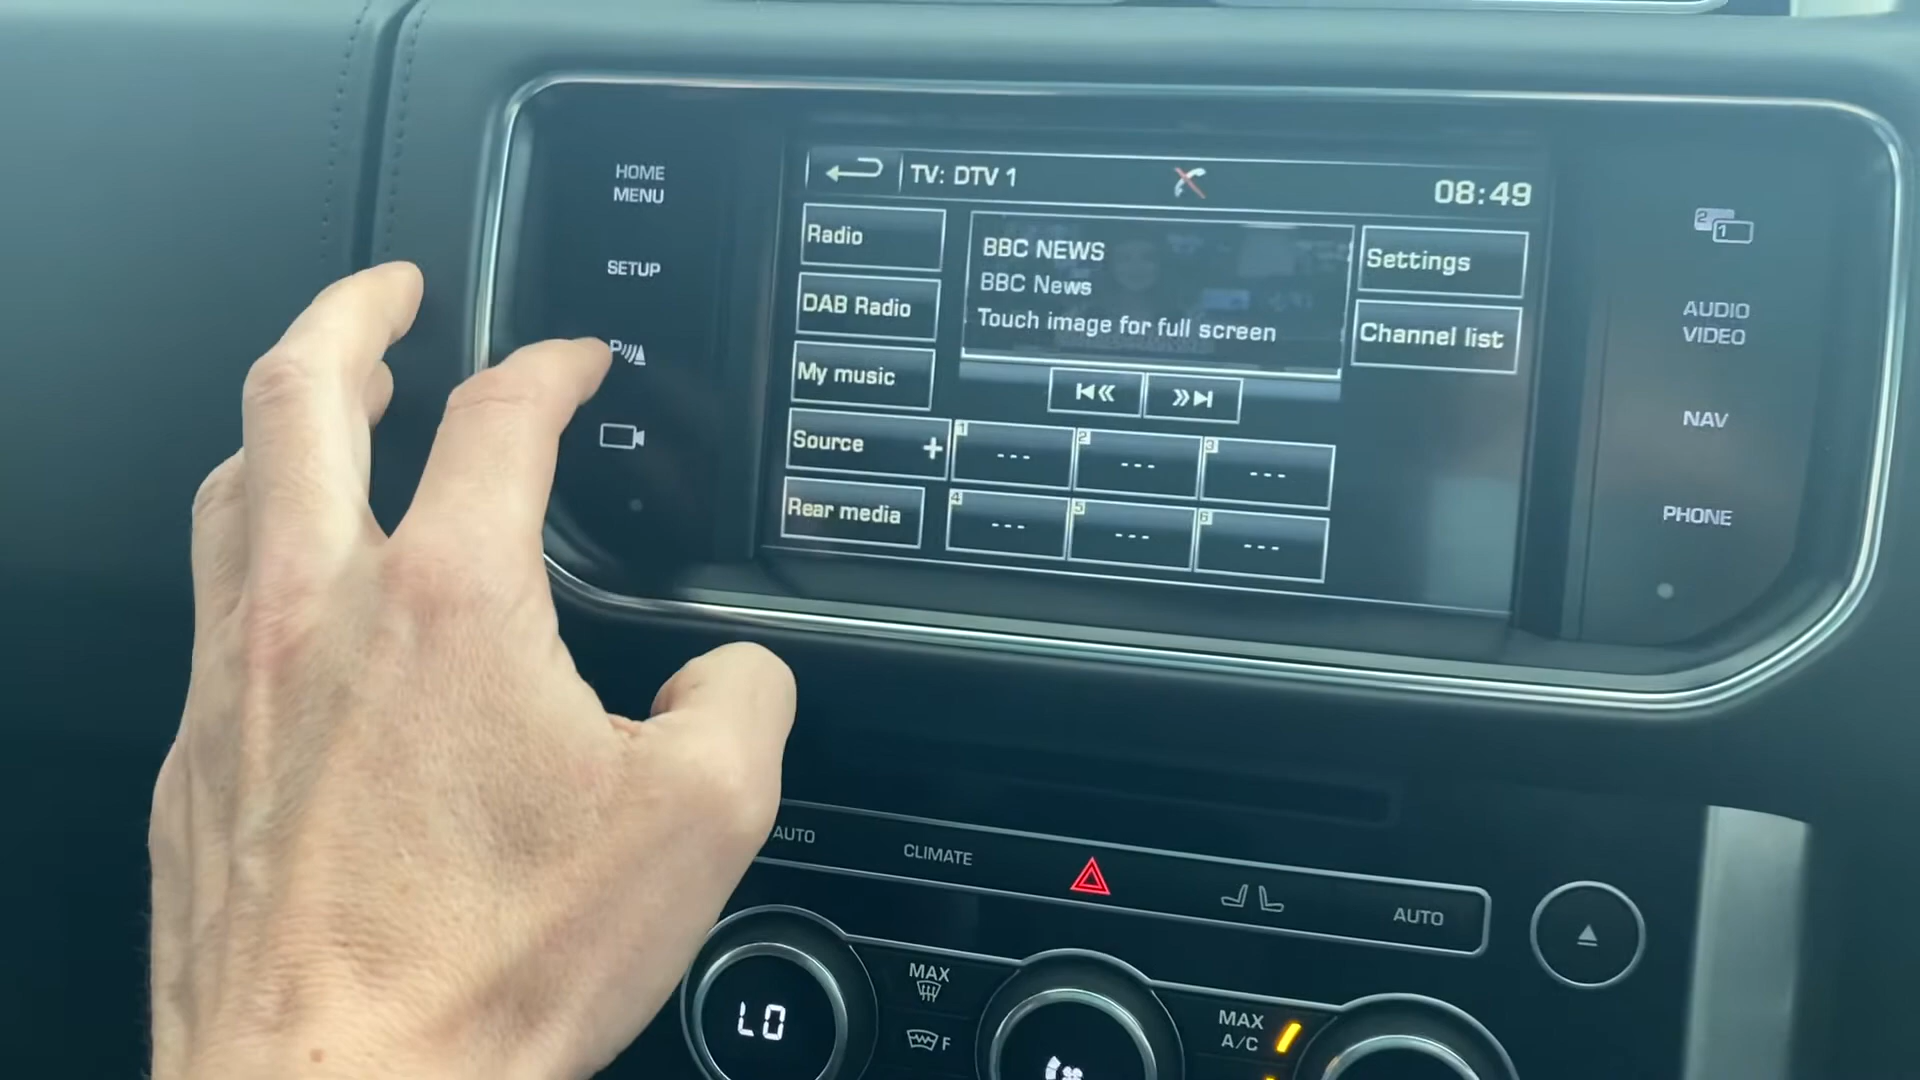 HOME
MENU
SETUP
P
TV: DTV 1
08:49
Radio
DAB Radio
My music
Source +
Rear media
BBC NEWS
BBC News
Touch image for full screen
Settings
Channel list
1 ---
2 ---
3 ---
4 ---
5 ---
6 ---
2
1
AUDIO
VIDEO
NAV
PHONE
AUTO
CLIMATE
AUTO
MAX
LO
F
MAX
A/C